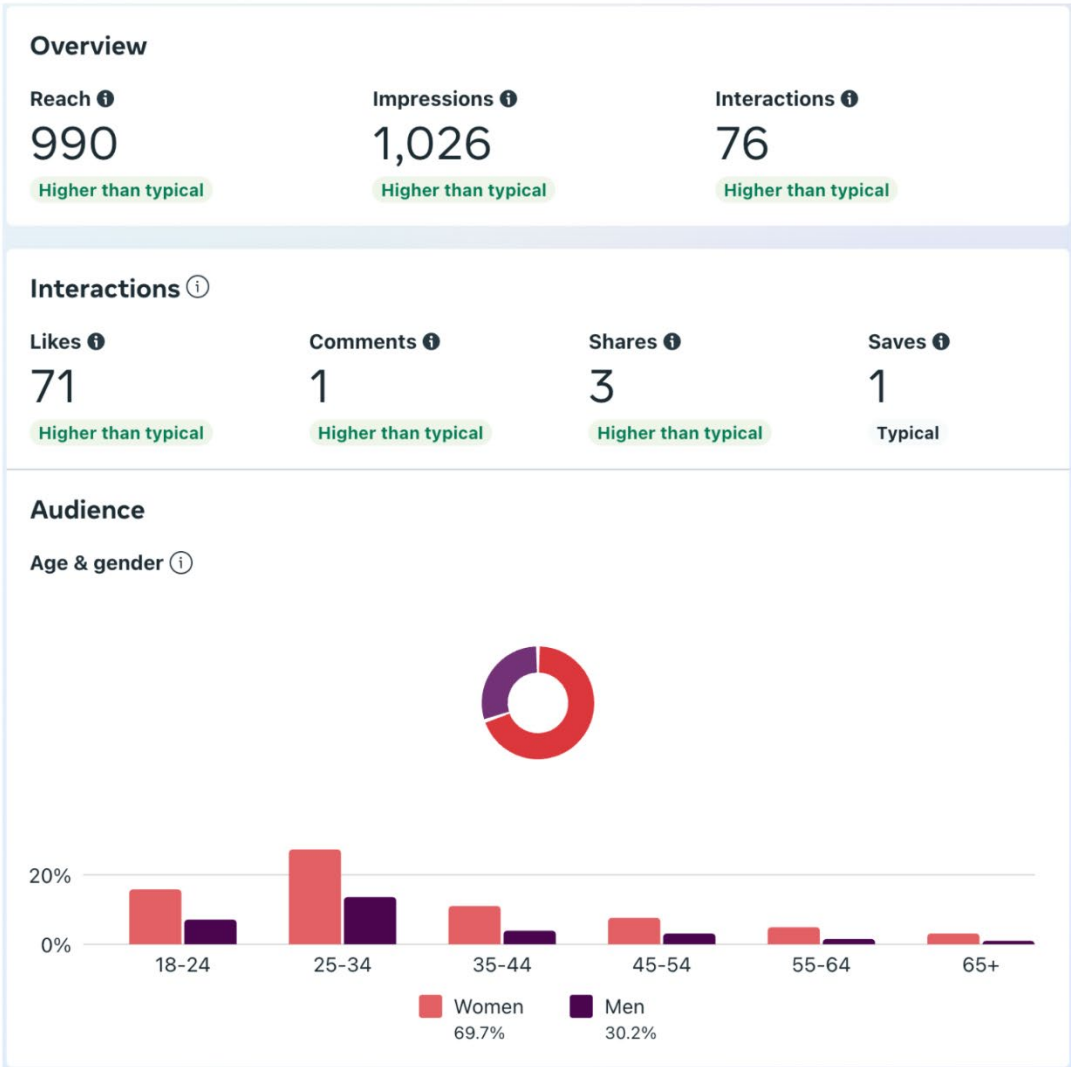 Overview
Reach Impressions Interactions
990 1,026 76
Higher than typical Higher than typical Higher than typical
Interactions
Likes Comments Shares Saves
71 1 3 1
Higher than typical Higher than typical Higher than typical Typical
Audience
Age & gender
20%
0%
18-24 25-34 35-44 45-54 55-64 65+
Women Men
69.7% 30.2%